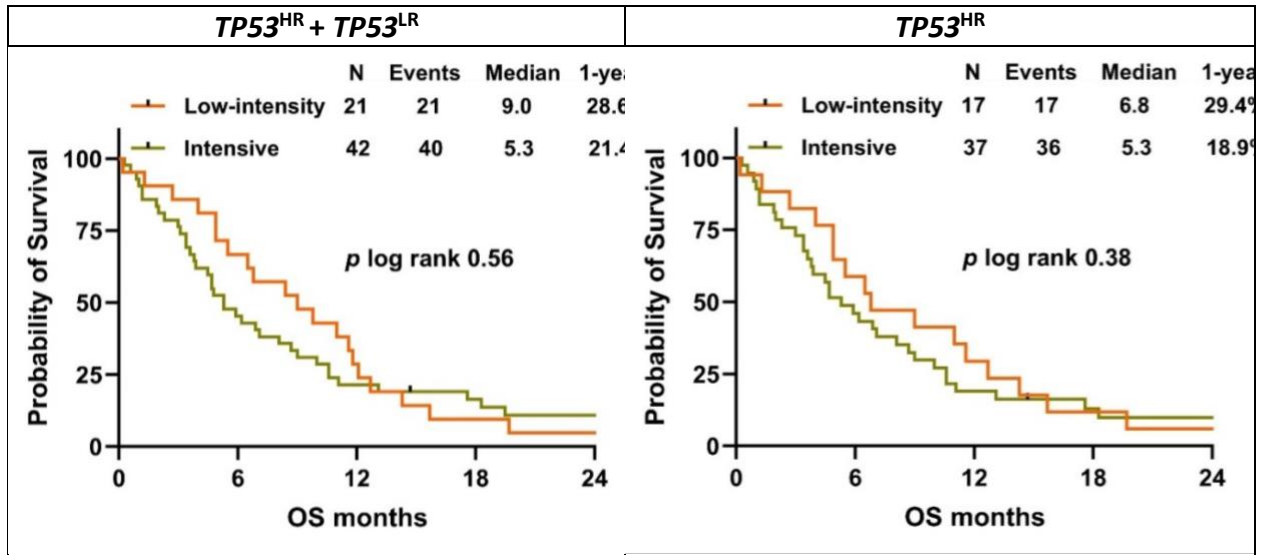 TP53HR + TP53LR
N Events Median 1-yea
Low-intensity 21 21 9.0 28.6
Intensive 42 40 5.3 21.4
100
75
50
25
0
Probability of Survival
p log rank 0.56
0 6 12 18 24
OS months
TP53HR
N Events Median 1-yea
Low-intensity 17 17 6.8 29.4%
Intensive 37 36 5.3 18.9%
100
75
50
25
0
Probability of Survival
p log rank 0.38
0 6 12 18 24
OS months